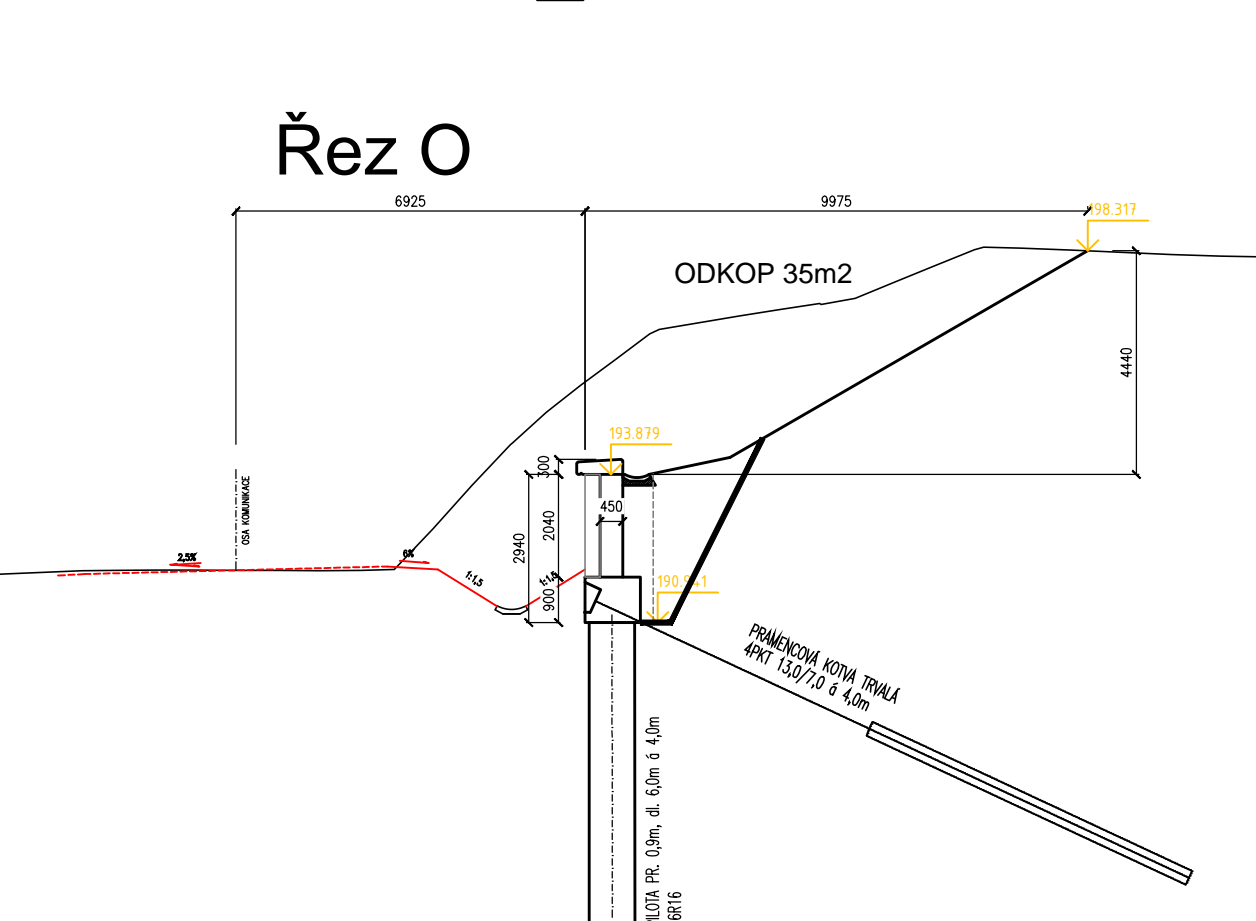 Řez O
6925
9975
198.317
ODKOP 35m2
4440
193.879
300
450
2040
2940
900
OSA KOMUNIKACE
2,5%
6%
1:1,5
1:1,5
190.941
PRAMENCOVÁ KOTVA TRVALÁ
4PKT 13,0/7,0 á 4,0m
PILOTA PR. 0,9m, dl. 6,0m á 4,0m
6R16